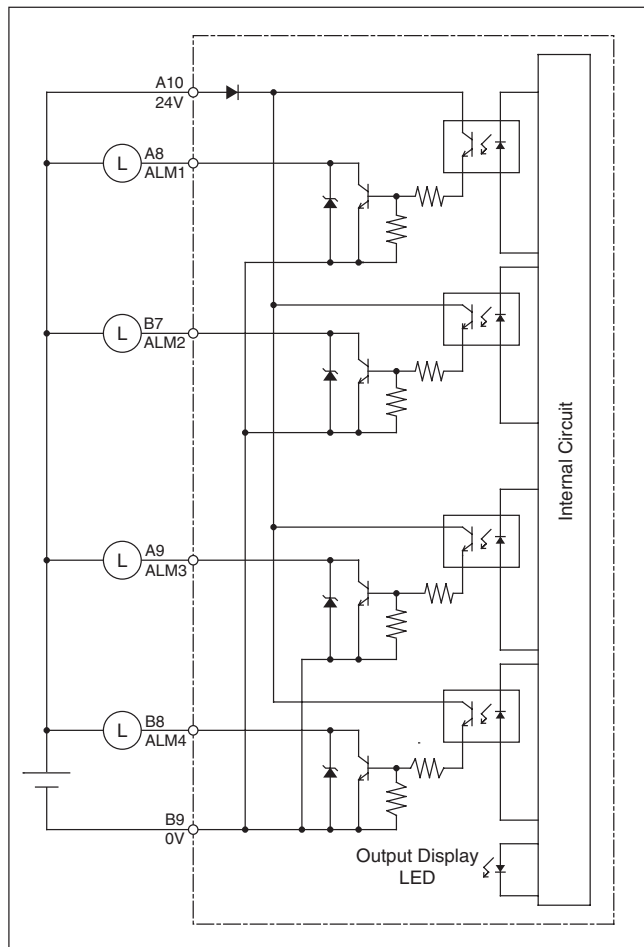 A10
24V
L
A8
ALM1
L
B7
ALM2
L
A9
ALM3
L
B8
ALM4
B9
0V
Internal Circuit
Output Display
LED